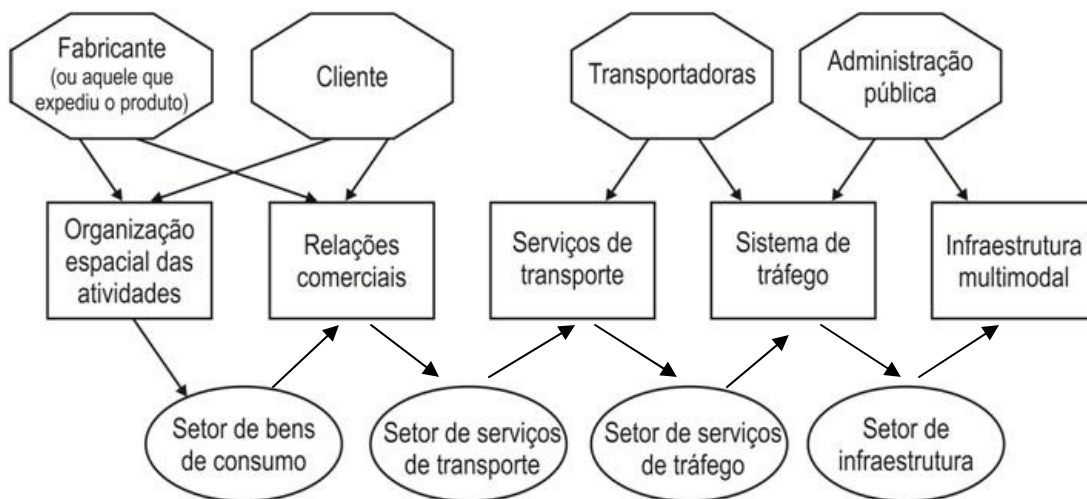 Fabricante
(ou aquele que
expediu o produto)
Cliente
Transportadoras
Administração
pública
Organização
espacial das
atividades
Relações
comerciais
Serviços de
transporte
Sistema de
tráfego
Infraestrutura
multimodal
Setor de bens
de consumo
Setor de serviços
de transporte
Setor de serviços
de tráfego
Setor de
infraestrutura